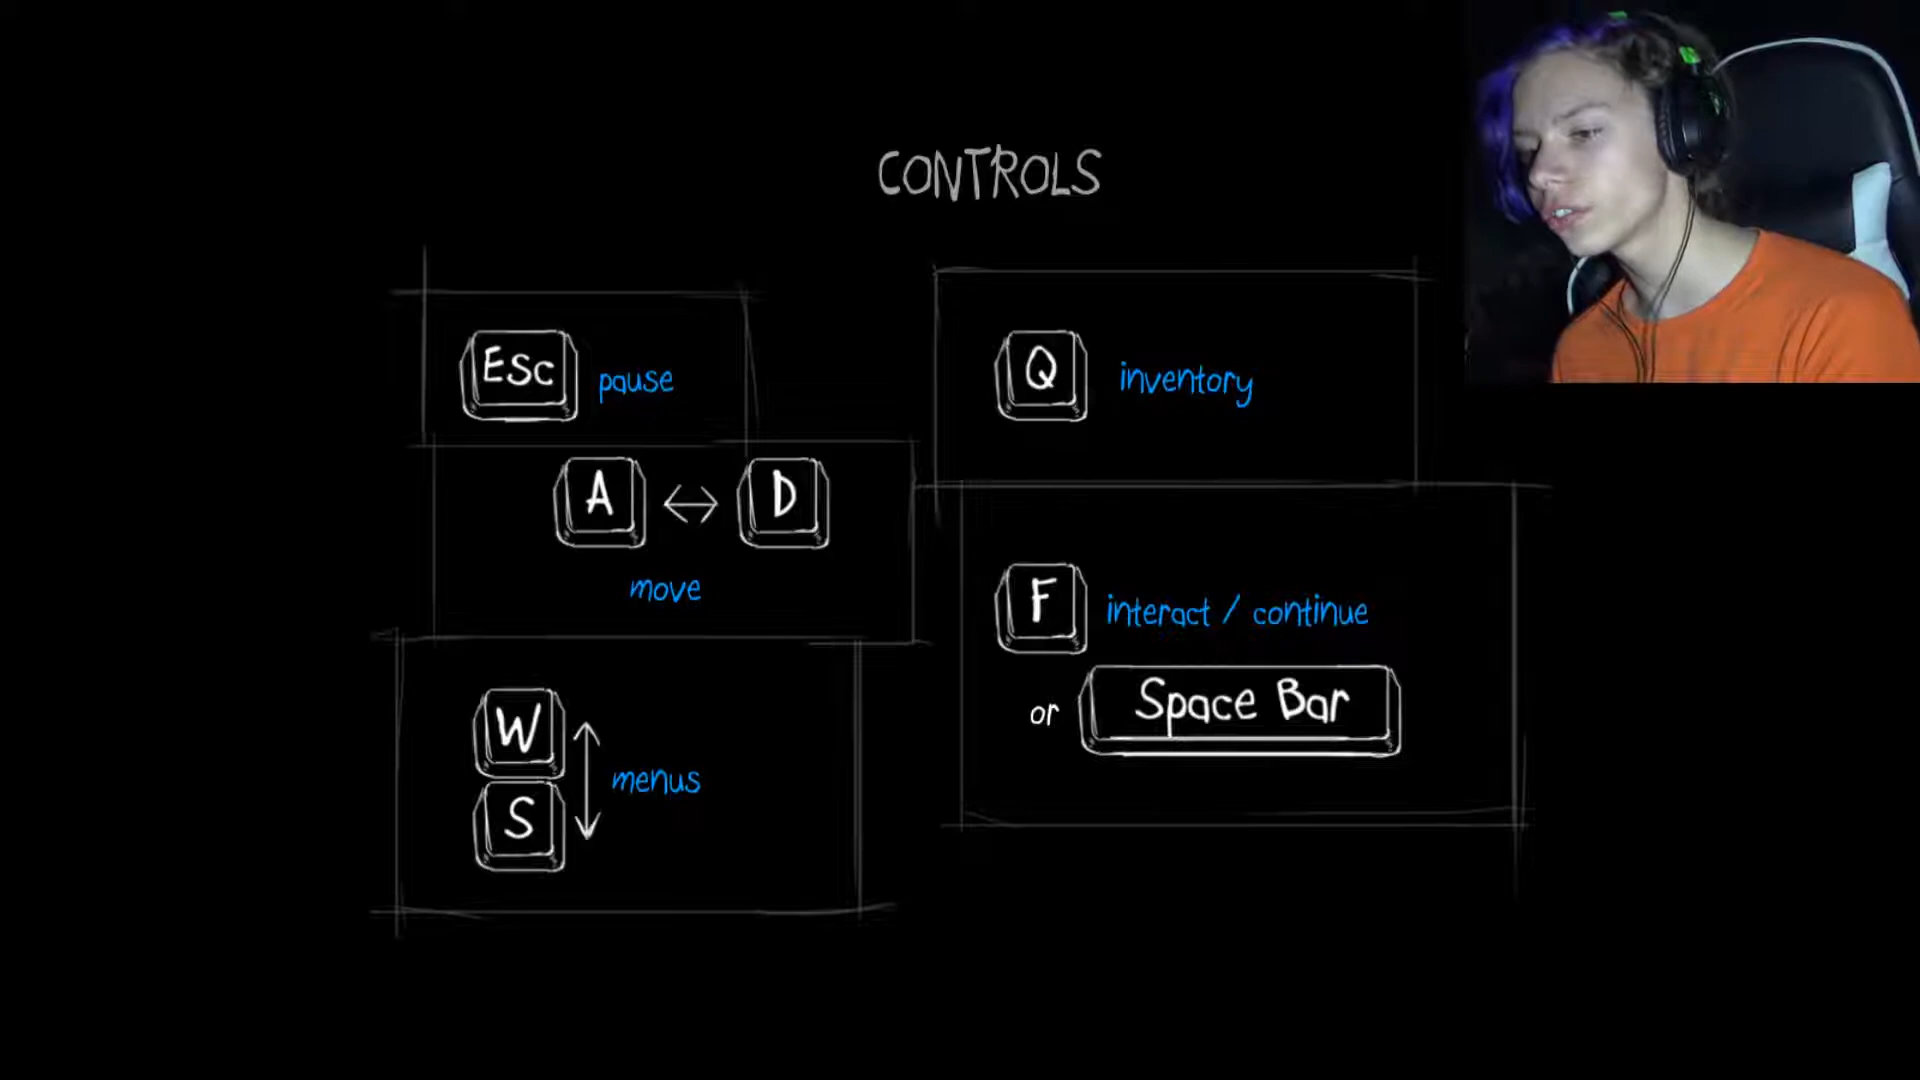 CONTROLS
Esc pause
A D
move
W
S
menus
Q inventory
F interact / continue
or Space Bar